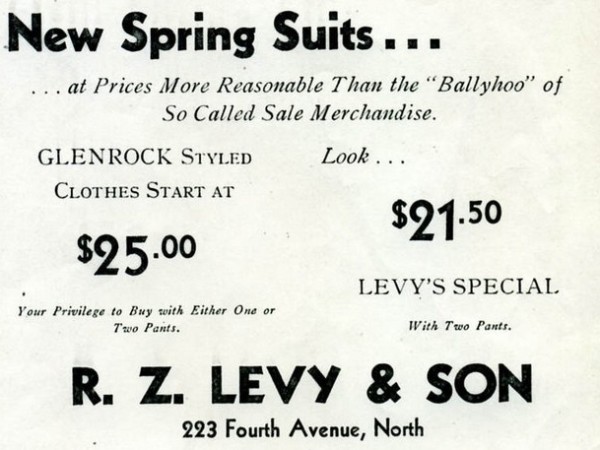 New Spring Suits...
...at Prices More Reasonable Than the "Ballyhoo" of
So Called Sale Merchandise.
GLENROCK STYLED
CLOTHES START AT
$25.00
Your Privilege to Buy with Either One or
Two Pants.
Look...
$21.50
LEVY'S SPECIAL
With Two Pants.
R. Z. LEVY & SON
223 Fourth Avenue, North